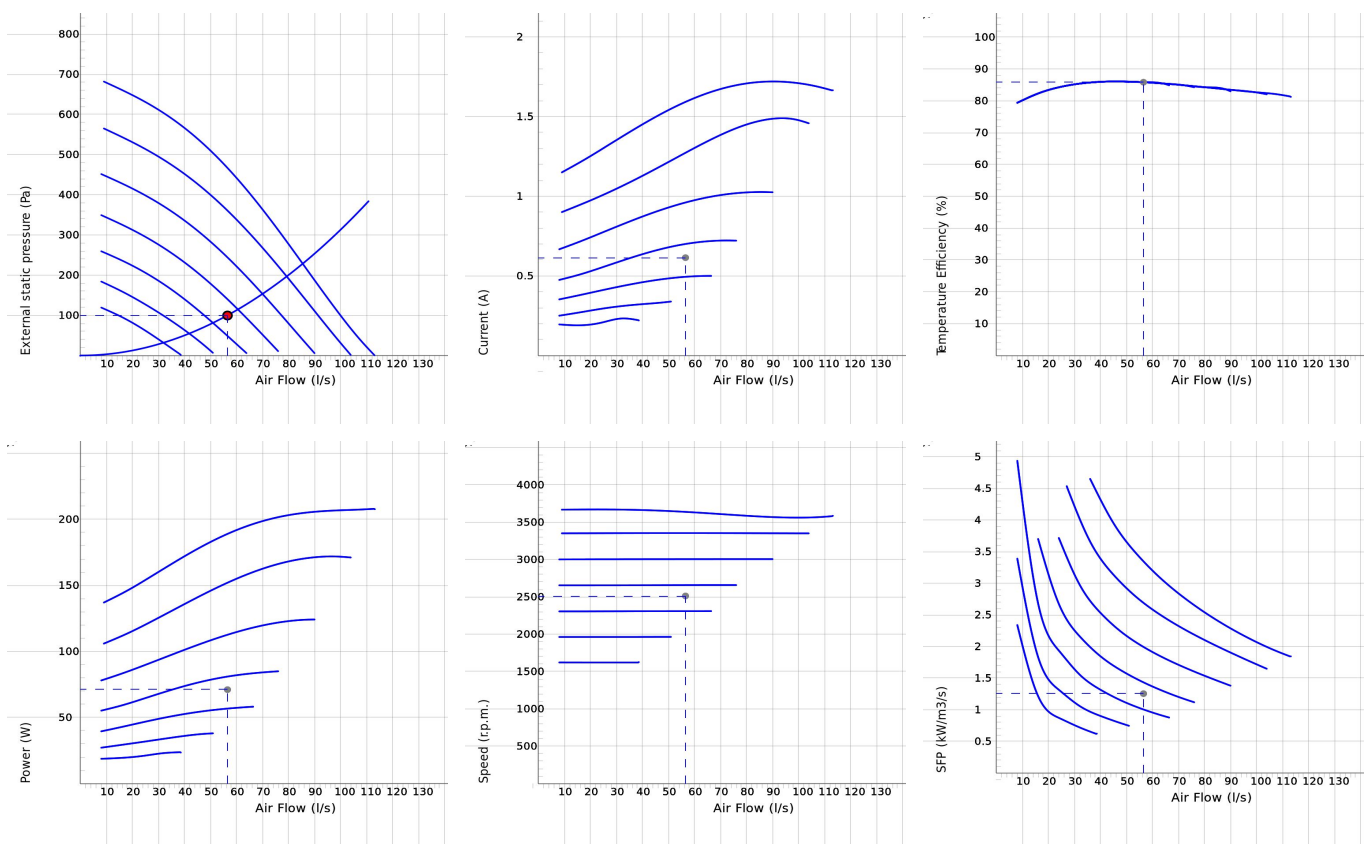 800
700
600
500
400
300
200
100
External static pressure (Pa)
10 20 30 40 50 60 70 80 90 100 110 120 130
Air Flow (l/s)
2
1.5
1
0.5
Current (A)
10 20 30 40 50 60 70 80 90 100 110 120 130
Air Flow (l/s)
100
90
80
70
60
50
40
30
20
10
Temperature Efficiency (%)
10 20 30 40 50 60 70 80 90 100 110 120 130
Air Flow (l/s)
200
150
100
50
Power (W)
10 20 30 40 50 60 70 80 90 100 110 120 130
Air Flow (l/s)
4000
3500
3000
2500
2000
1500
1000
500
Speed (r.p.m.)
10 20 30 40 50 60 70 80 90 100 110 120 130
Air Flow (l/s)
5
4.5
4
3.5
3
2.5
2
1.5
1
0.5
SFP (kW/m3/s)
10 20 30 40 50 60 70 80 90 100 110 120 130
Air Flow (l/s)